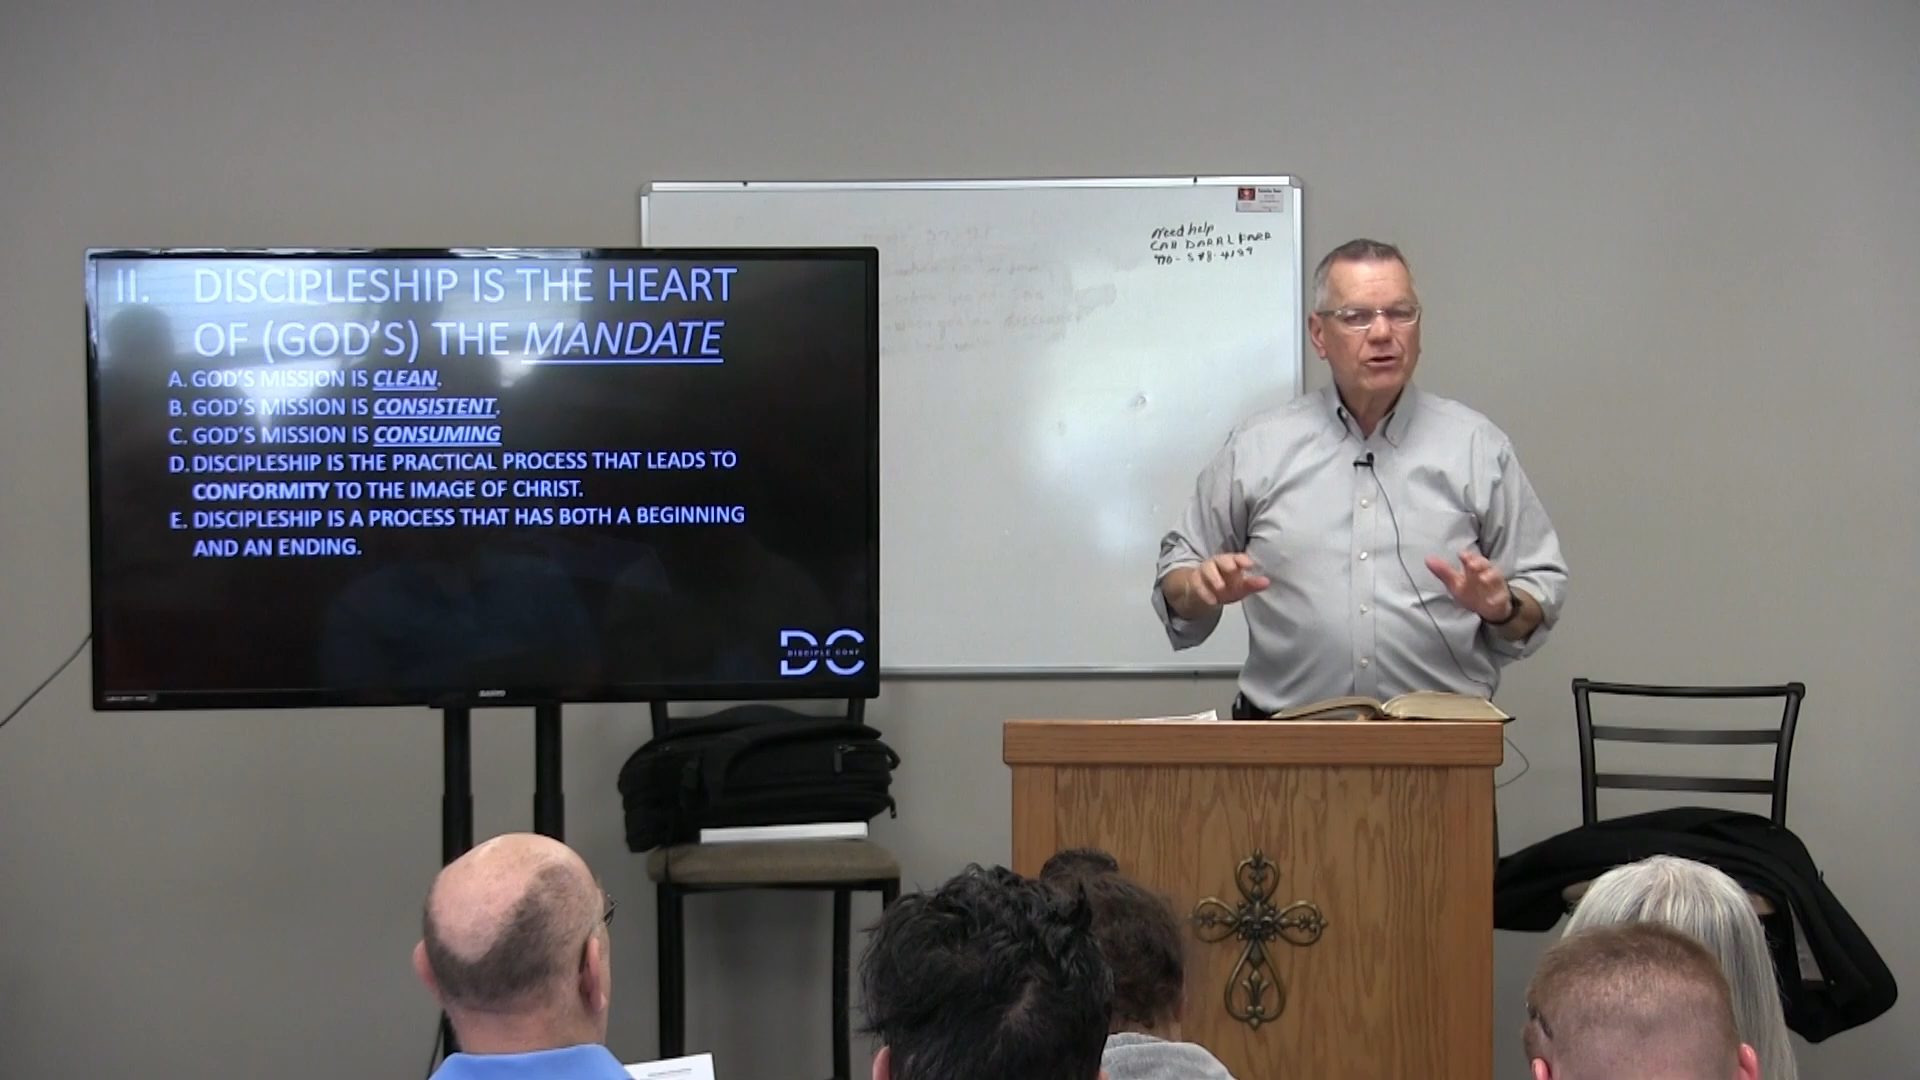 II. DISCIPLESHIP IS THE HEART
OF (GOD'S) THE MANDATE
A. GOD'S MISSION IS CLEAN.
B. GOD'S MISSION IS CONSISTENT.
C. GOD'S MISSION IS CONSUMING
D. DISCIPLESHIP IS THE PRACTICAL PROCESS THAT LEADS TO
CONFORMITY TO THE IMAGE OF CHRIST.
E. DISCIPLESHIP IS A PROCESS THAT HAS BOTH A BEGINNING
AND AN ENDING.
DC
DISCIPLE CONF
SANYO
Need help
CALL DARAL FARR